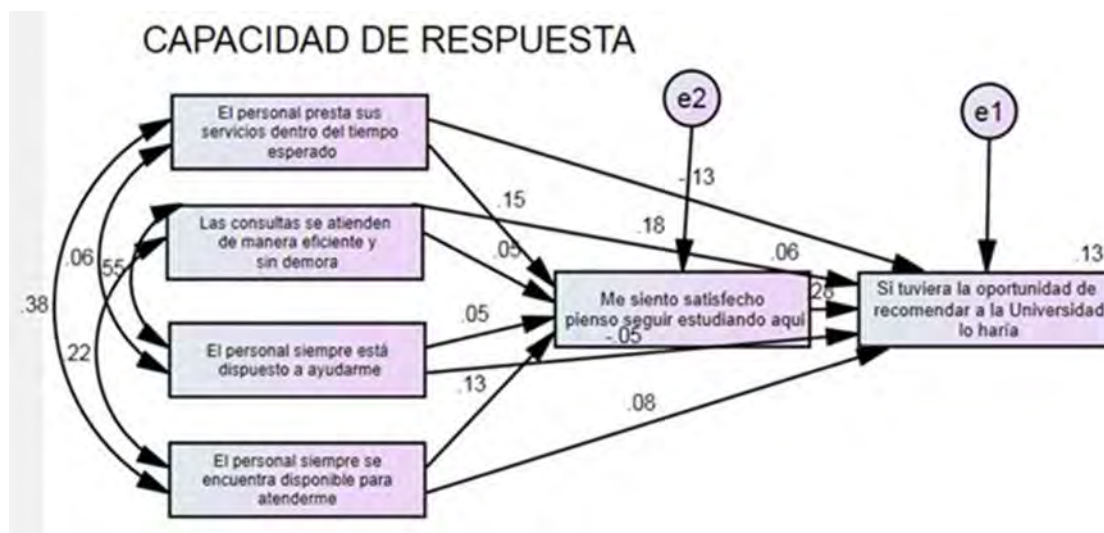 CAPACIDAD DE RESPUESTA
El personal presta sus
servicios dentro del tiempo
esperado
Las consultas se atienden
de manera eficiente y
sin demora
El personal siempre está
dispuesto a ayudarme
El personal siempre se
encuentra disponible para
atenderme
e2
e1
Me siento satisfecho
pienso seguir estudiando aqui
Si tuviera la oportunidad de
recomendar a la Universidad
lo haría
.38
.06
.55
.22
.15
.05
.05
.13
-.13
.18
.06
.28
-.05
.08
.13